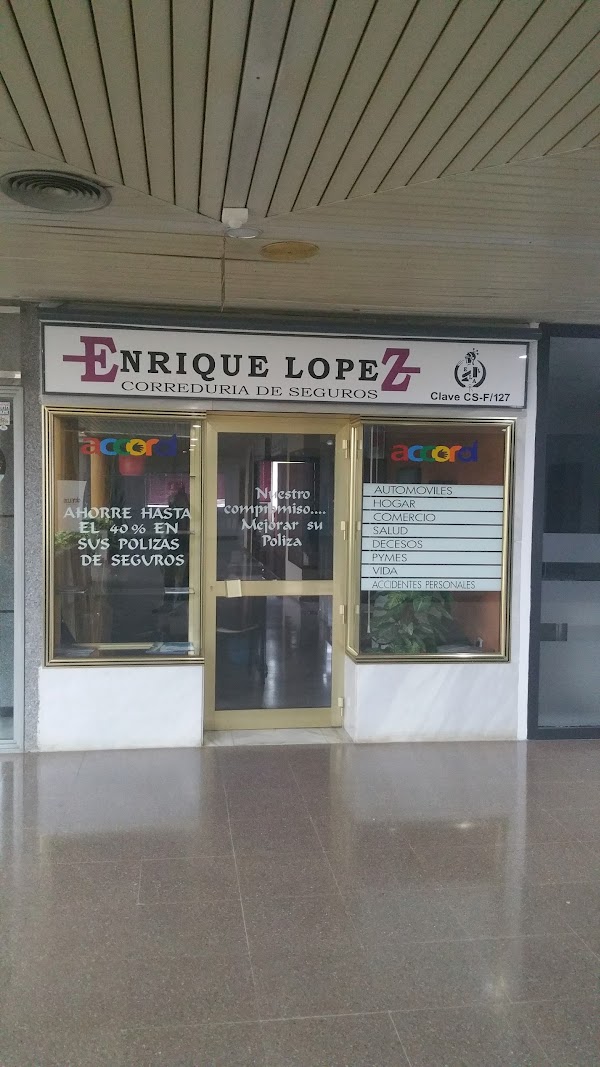 ENRIQUE LOPEZ
CORREDURIA DE SEGUROS
Clave CS-F/127
accord
AHORRE HASTA
EL 40% EN
SUS POLIZAS
DE SEGUROS
Nuestro
compromiso....
Mejorar su
Poliza
accord
AUTOMOVILES
HOGAR
COMERCIO
SALUD
DECESOS
PYMES
VIDA
ACCIDENTES PERSONALES